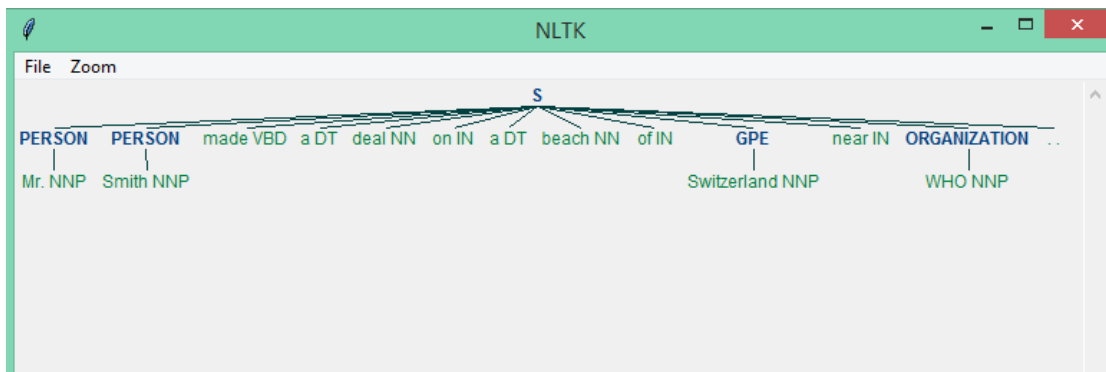 NLTK
File Zoom
S
PERSON PERSON made VBD a DT deal NN on IN a DT beach NN of IN GPE near IN ORGANIZATION . .
Mr. NNP Smith NNP Switzerland NNP WHO NNP